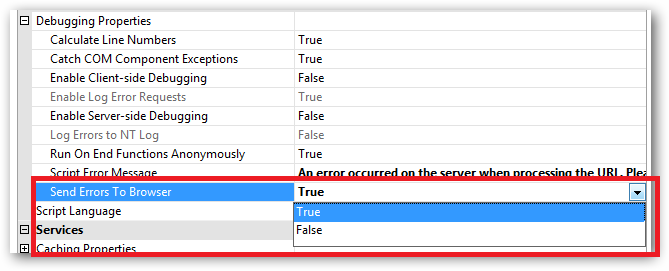 Debugging Properties
Calculate Line Numbers True
Catch COM Component Exceptions True
Enable Client-side Debugging False
Enable Log Error Requests True
Enable Server-side Debugging False
Log Errors to NT Log False
Run On End Functions Anonymously True
Script Error Message An error occurred on the server when processing the URL. Plea
Send Errors To Browser True
Script Language True
Services False
Caching Properties